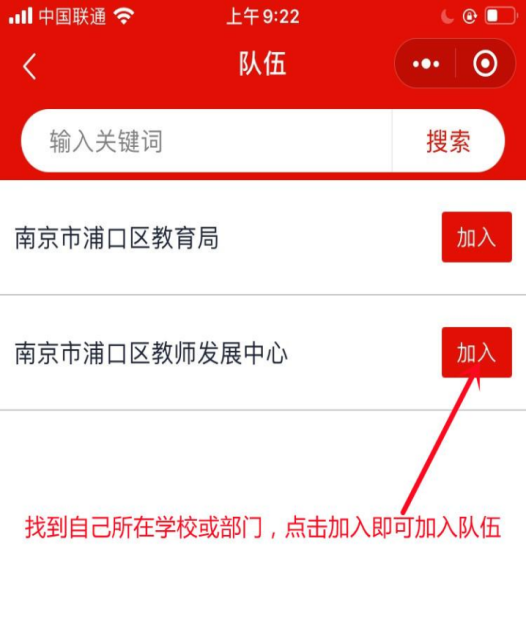 中国联通 上午9:22
队伍
输入关键词 搜索
南京市浦口区教育局 加入
南京市浦口区教师发展中心 加入
找到自己所在学校或部门，点击加入即可加入队伍